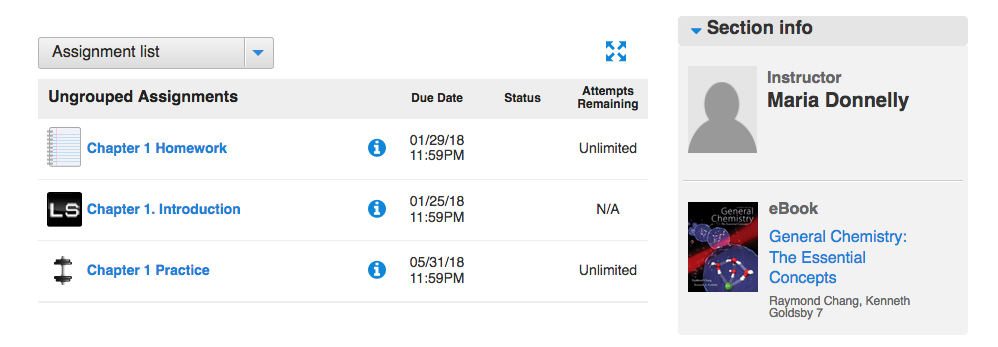 Assignment list
Ungrouped Assignments Due Date Status Attempts Remaining
Chapter 1 Homework 01/29/18 11:59PM Unlimited
LS Chapter 1. Introduction 01/25/18 11:59PM N/A
Chapter 1 Practice 05/31/18 11:59PM Unlimited
Section info
Instructor
Maria Donnelly
General
Chemistry
eBook
General Chemistry:
The Essential
Concepts
Raymond Chang, Kenneth
Goldsby 7